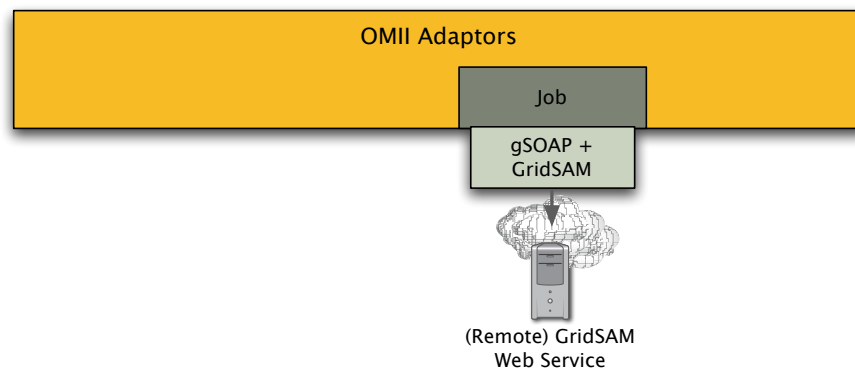 OMII Adaptors
Job
gSOAP +
GridSAM
(Remote) GridSAM
Web Service